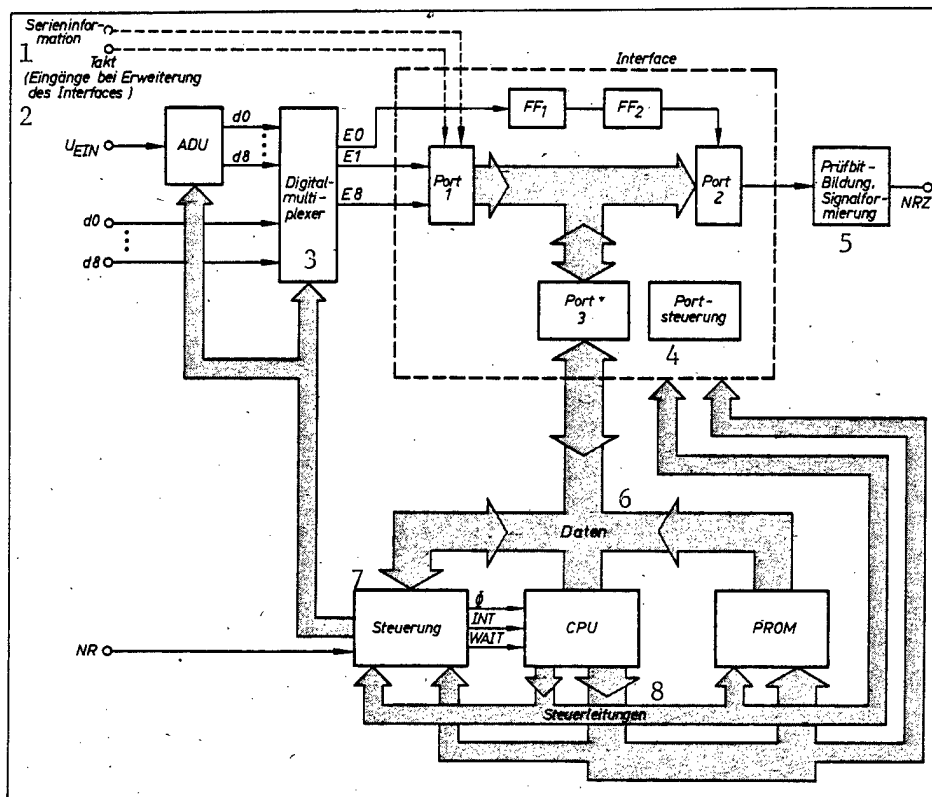 Serieninfor-
mation
1
Takt
(Eingänge bei Erweiterung
des Interfaces)
2
Interface
UEIN
ADU
d0
d8
d0
d8
Digital-
multi-
plexer
3
E0
E1
E8
FF1
FF2
Port
1
Port
2
Prüfbit-
Bildung,
Signalfor-
mierung
5
NRZ
Port
3
Port-
steuerung
4
6
Daten
7
Steuerung
ϕ
INT
WAIT
CPU
PROM
NR
8
Steuerleitungen